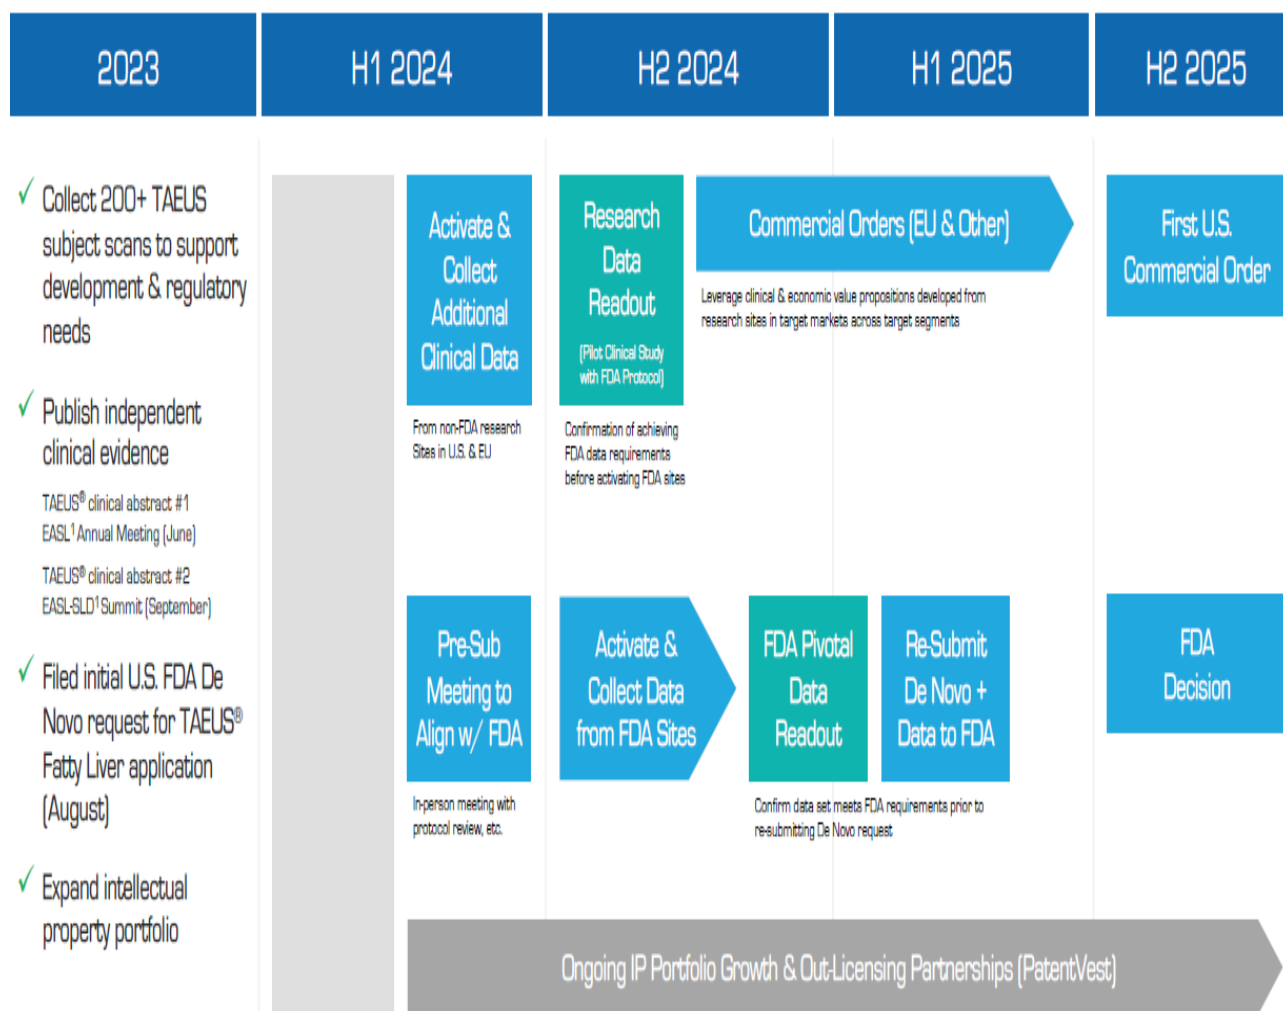 2023
H1 2024
H2 2024
H1 2025
H2 2025
✓ Collect 200+ TAEUS
subject scans to support
development & regulatory
needs
✓ Publish independent
clinical evidence
TAEUS® clinical abstract #1
EASL¹ Annual Meeting (June)
TAEUS® clinical abstract #2
EASL-SLD¹ Summit (September)
✓ Filed initial U.S. FDA De
Novo request for TAEUS®
Fatty Liver application
(August)
✓ Expand intellectual
property portfolio
Activate &
Collect
Additional
Clinical Data
From non-FDA research
Sites in U.S. & EU
Research
Data
Readout
(Pilot Clinical Study
with FDA Protocol)
Confirmation of achieving
FDA data requirements
before activating FDA sites
Commercial Orders (EU & Other)
Leverage clinical & economic value propositions developed from
research sites in target markets across target segments
First U.S.
Commercial Order
Pre-Sub
Meeting to
Align w/ FDA
In-person meeting with
protocol review, etc.
Activate &
Collect Data
from FDA Sites
FDA Pivotal
Data
Readout
Re-Submit
De Novo +
Data to FDA
Confirm data set meets FDA requirements prior to
re-submitting De Novo request
FDA
Decision
Ongoing IP Portfolio Growth & Out-Licensing Partnerships (PatentVest)